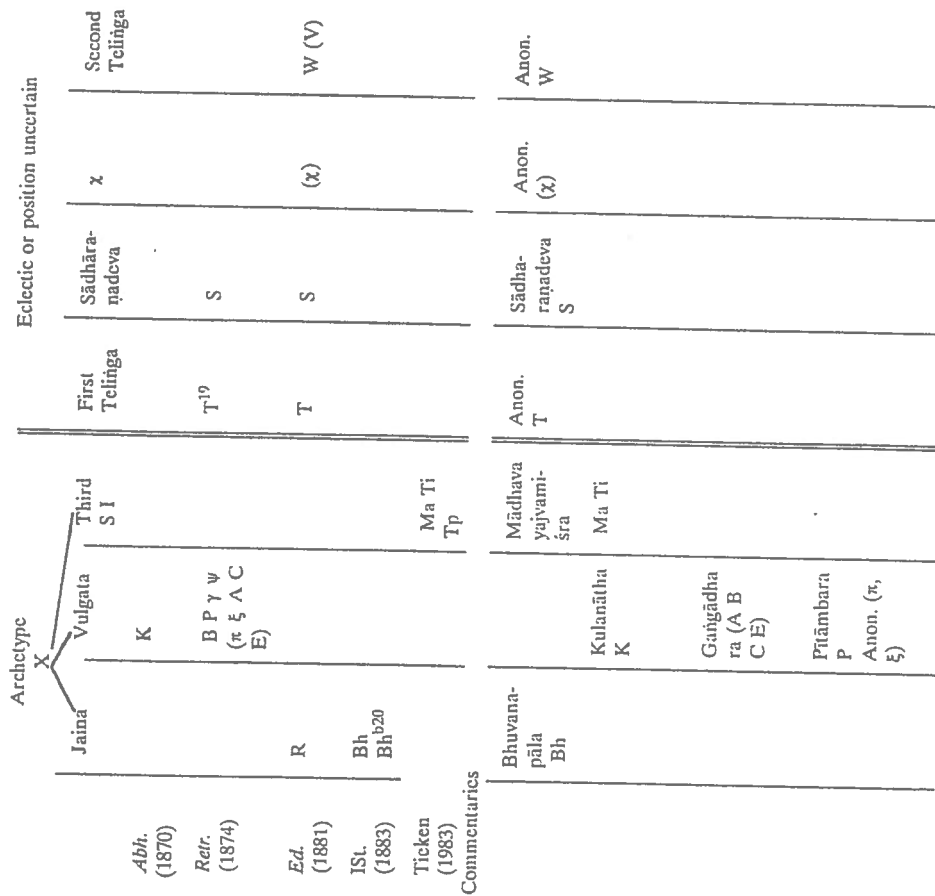 Archetype Eclectic or position uncertain
X
Jaina Vulgata Third First Sādhāra- χ Second
S I Teliṅga ṇadeva Teliṅga
Abh. K
(1870)
Retr. B P γ ψ T¹⁹ S
(1874) (π ξ A C
E)
Ed. R T S (χ) W (V)
(1881)
ISt. Bh
(1883) Bhᵇ²⁰
Ticken Ma Ti
(1983) Tp
Commentaries
Bhuvana- Mādhava Anon. Sādha- Anon. Anon.
pāla yajvami- T raṇadeva (χ) W
Bh śra S
Kulanātha Ma Ti
K
Gaṅgādha
ra (A B
C E)
Pītāmbara
P
Anon. (π,
ξ)